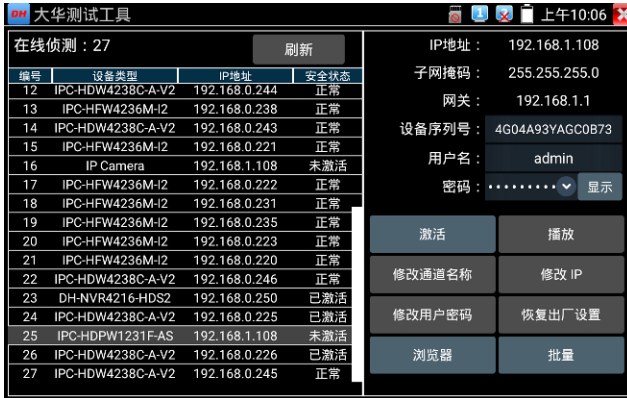 DH 大华测试工具 上午10:06
在线侦测：27 刷新
编号 设备类型 IP地址 安全状态
12 IPC-HDW4238C-A-V2 192.168.0.244 正常
13 IPC-HFW4236M-I2 192.168.0.238 正常
14 IPC-HDW4238C-A-V2 192.168.0.243 正常
15 IPC-HFW4236M-I2 192.168.0.221 正常
16 IP Camera 192.168.1.108 未激活
17 IPC-HFW4236M-I2 192.168.0.222 正常
18 IPC-HFW4236M-I2 192.168.0.231 正常
19 IPC-HFW4236M-I2 192.168.0.235 正常
20 IPC-HFW4236M-I2 192.168.0.223 正常
21 IPC-HFW4236M-I2 192.168.0.220 正常
22 IPC-HDW4238C-A-V2 192.168.0.246 正常
23 DH-NVR4216-HDS2 192.168.0.250 已激活
24 IPC-HDW4238C-A-V2 192.168.0.225 已激活
25 IPC-HDPW1231F-AS 192.168.1.108 未激活
26 IPC-HDW4238C-A-V2 192.168.0.226 已激活
27 IPC-HDW4238C-A-V2 192.168.0.245 正常
IP地址： 192.168.1.108
子网掩码： 255.255.255.0
网关： 192.168.1.1
设备序列号： 4G04A93YAGC0B73
用户名： admin
密码： ••••••••• 显示
激活 播放
修改通道名称 修改 IP
修改用户密码 恢复出厂设置
浏览器 批量